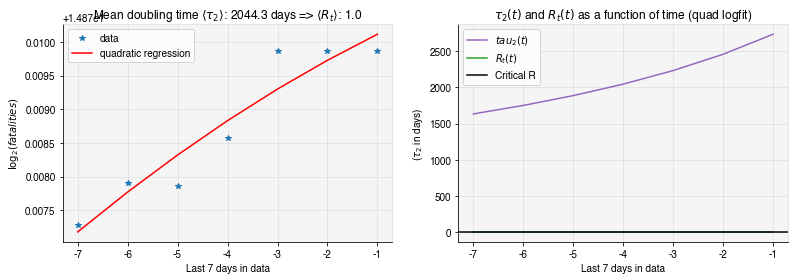 Mean doubling time ⟨τ₂⟩: 2044.3 days => ⟨Rₜ⟩: 1.0
0.0100
0.0095
0.0090
0.0085
0.0080
0.0075
log₂(fatalities)
data
quadratic regression
-7 -6 -5 -4 -3 -2 -1
Last 7 days in data
τ₂(t) and Rₜ(t) as a function of time (quad logfit)
2500
2000
1500
1000
500
0
(τ₂ in days)
tau₂(t)
Rₜ(t)
Critical R
-7 -6 -5 -4 -3 -2 -1
Last 7 days in data